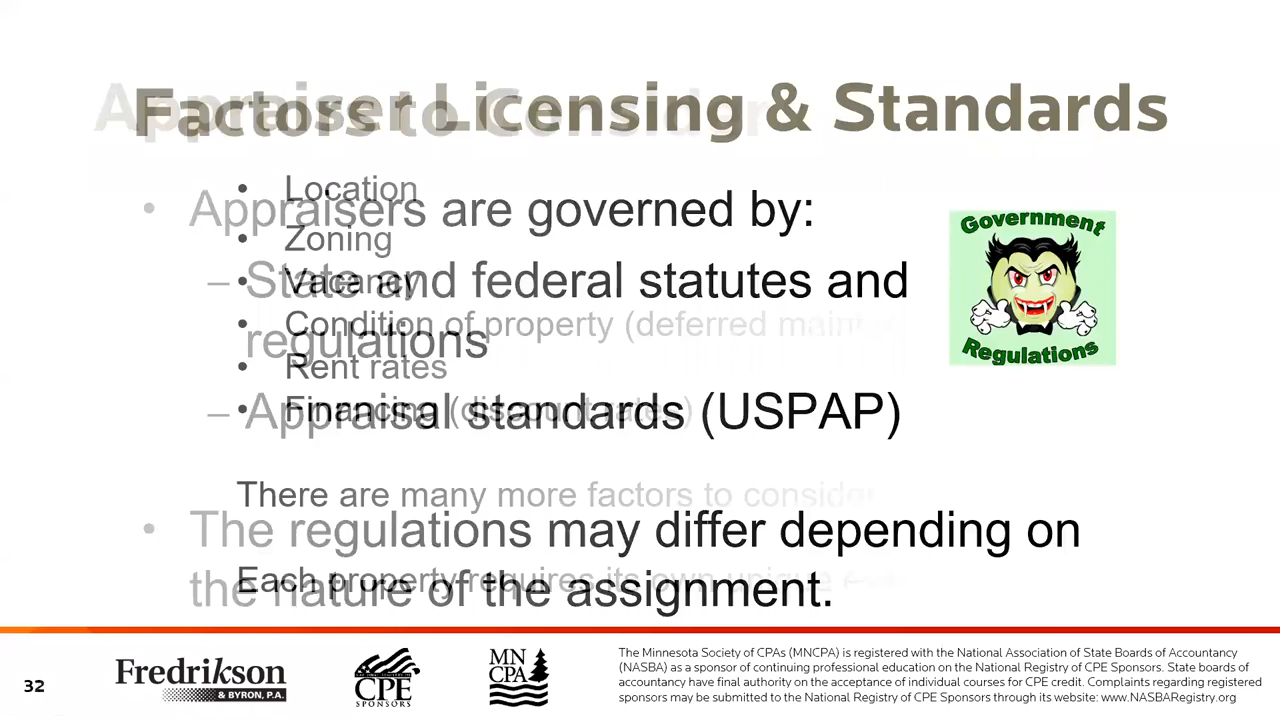 Appraiser Licensing & Standards
Factors to Consider
• Location
• Appraisers are governed by:
• Zoning
– State and federal statutes and
• Vacancy
• Condition of property (deferred
regulations
• Rent rates
– Appraisal standards (USPAP)
• Financing (discount rates)
There are many more factors to consider
• The regulations may differ depending on
Each property requires its own unique
the nature of the assignment.
Government
Regulations
32
Fredrikson
& BYRON, P.A.
CPE
SPONSORS
MN
CPA
The Minnesota Society of CPAs (MNCPA) is registered with the National Association of State Boards of Accountancy
(NASBA) as a sponsor of continuing professional education on the National Registry of CPE Sponsors. State boards of
accountancy have final authority on the acceptance of individual courses for CPE credit. Complaints regarding registered
sponsors may be submitted to the National Registry of CPE Sponsors through its website: www.NASBARegistry.org